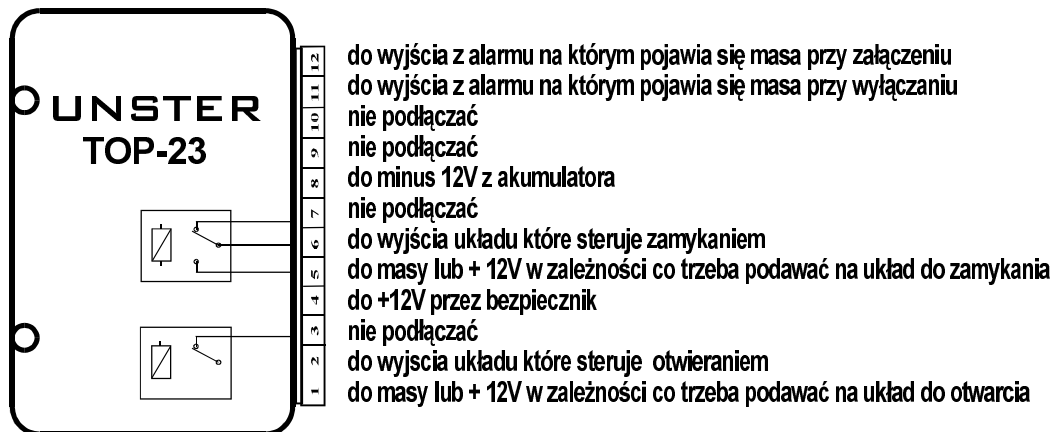 UNSTER
TOP-23
12 do wyjścia z alarmu na którym pojawia się masa przy załączeniu
11 do wyjścia z alarmu na którym pojawia się masa przy wyłączaniu
10 nie podłączać
9 nie podłączać
8 do minus 12V z akumulatora
7 nie podłączać
6 do wyjścia układu które steruje zamykaniem
5 do masy lub + 12V w zależności co trzeba podawać na układ do zamykania
4 do +12V przez bezpiecznik
3 nie podłączać
2 do wyjscia układu które steruje otwieraniem
1 do masy lub + 12V w zależności co trzeba podawać na układ do otwarcia